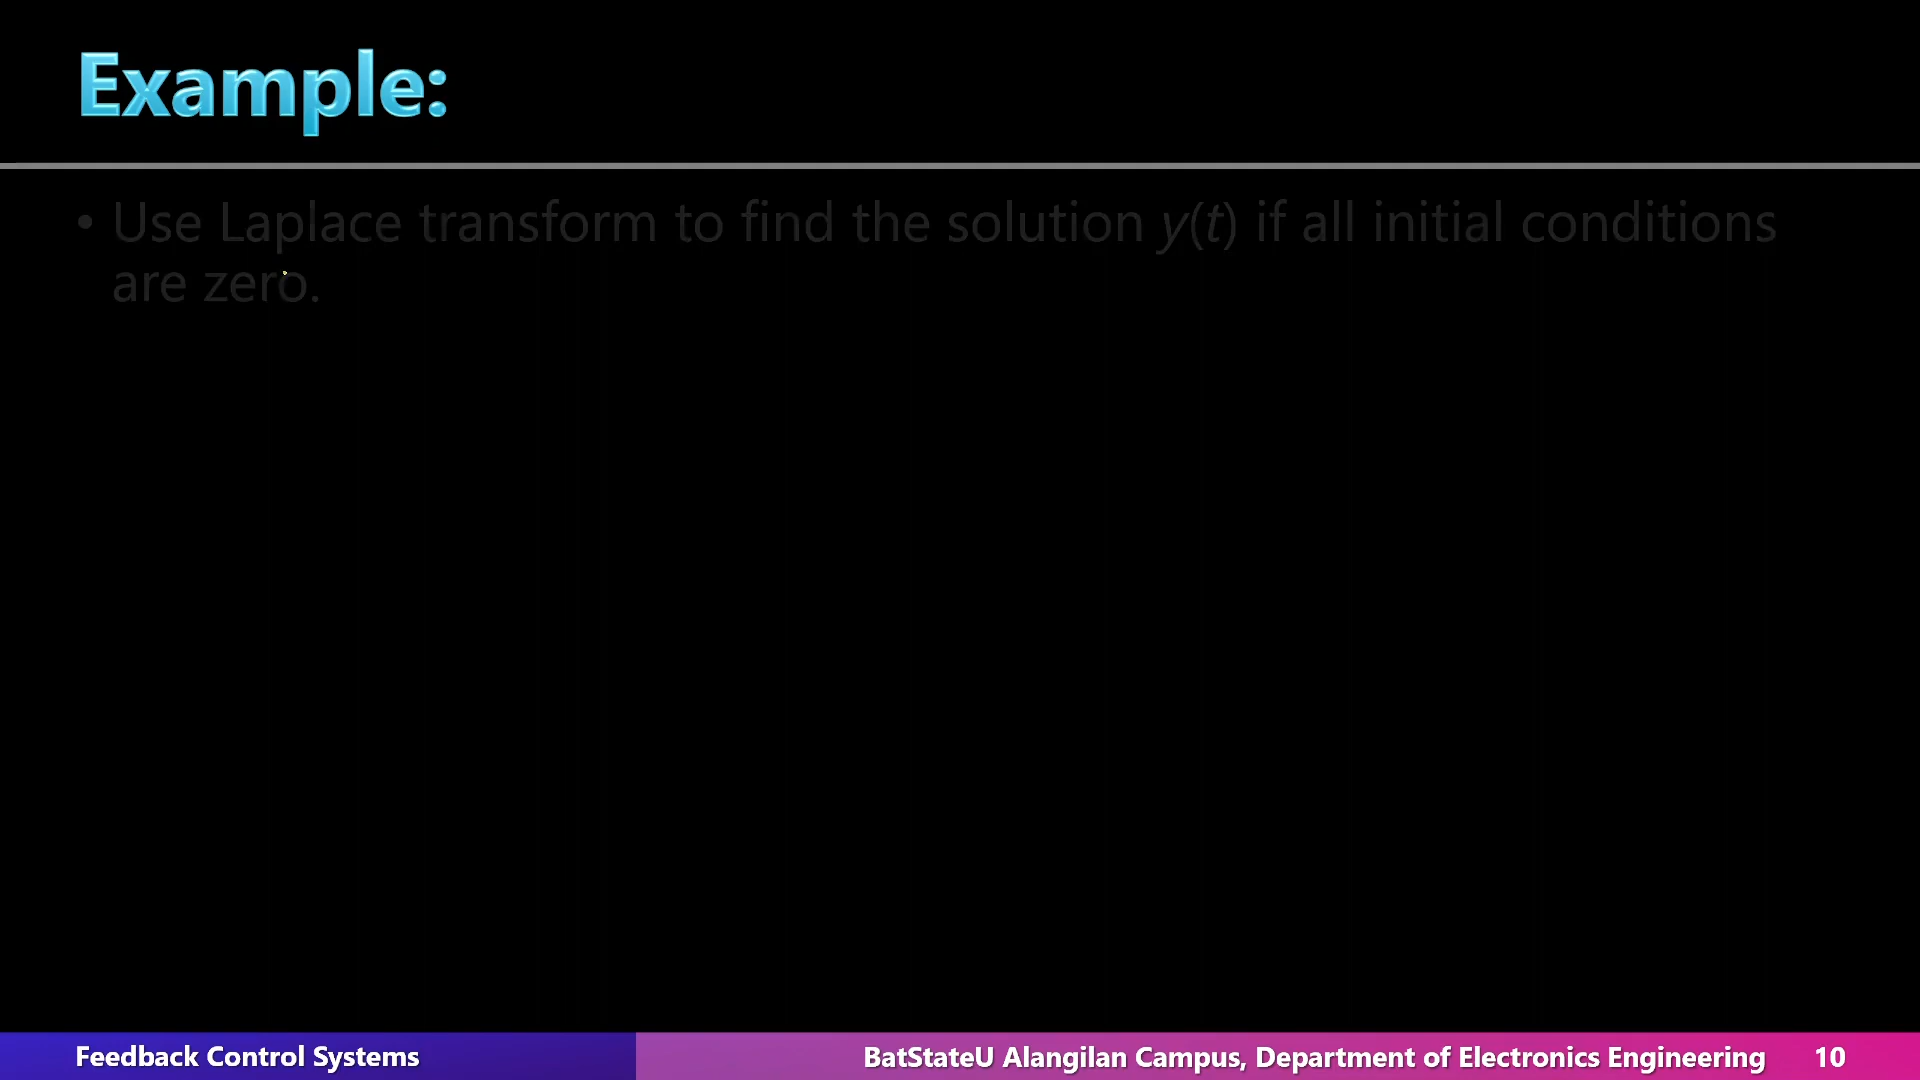 Example:
• Use Laplace transform to find the solution y(t) if all initial conditions
are zero.
Feedback Control Systems
BatStateU Alangilan Campus, Department of Electronics Engineering 10